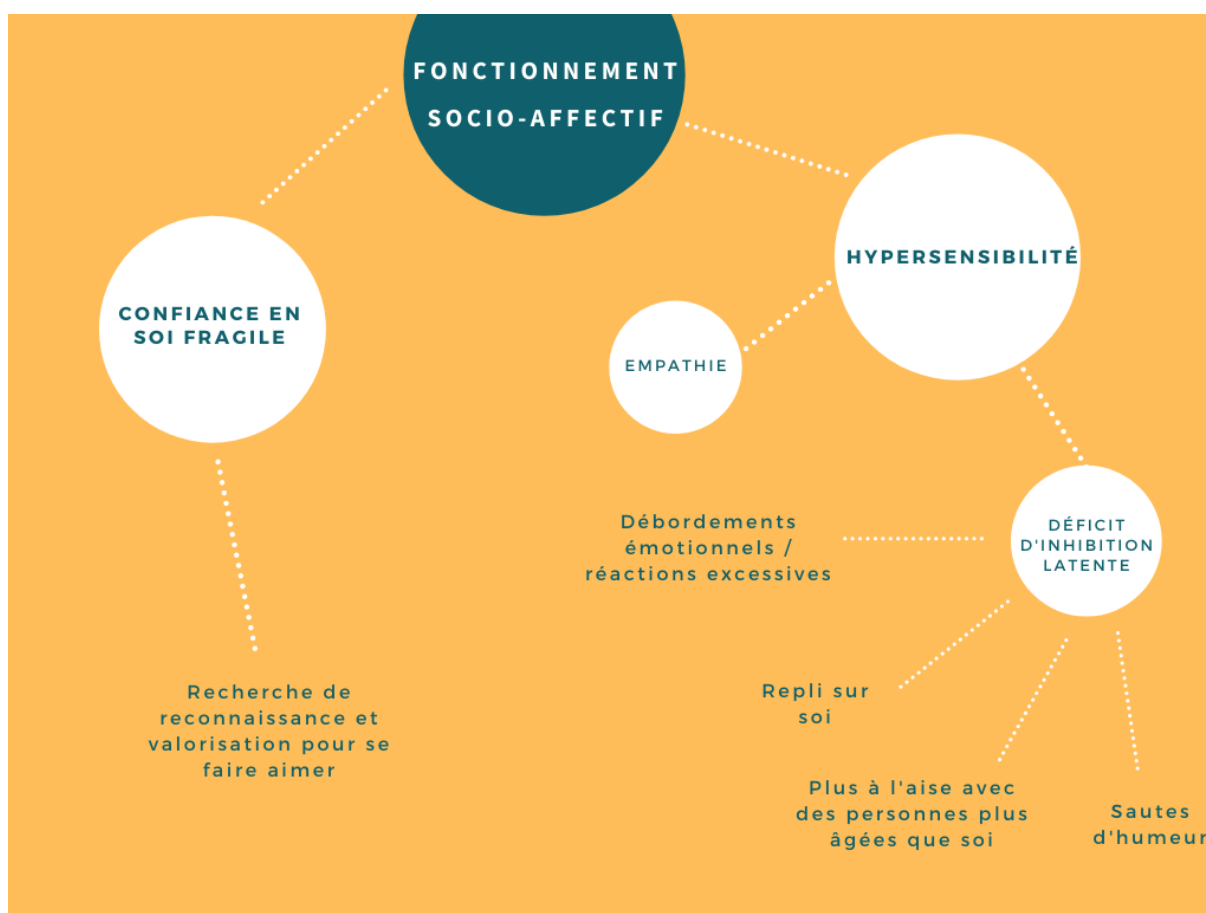 FONCTIONNEMENT
SOCIO-AFFECTIF
HYPERSENSIBILITÉ
CONFIANCE EN
SOI FRAGILE
EMPATHIE
DÉFICIT
D'INHIBITION
LATENTE
Débordements
émotionnels /
réactions excessives
Recherche de
reconnaissance et
valorisation pour se
faire aimer
Repli sur
soi
Plus à l'aise avec
des personnes plus
âgées que soi
Sautes
d'humeur